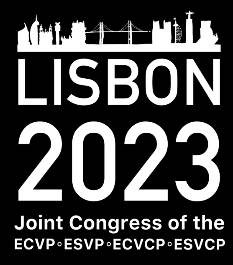 LISBON
2023
Joint Congress of the
ECVP◦ESVP◦ECVCP◦ESVCP